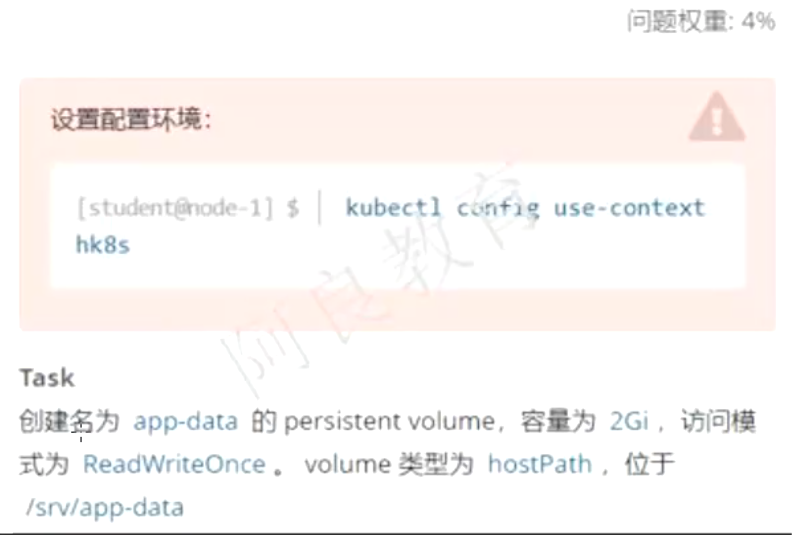 问题权重: 4%
设置配置环境:
[student@node-1] $ | kubectl config use-context
hk8s
阿良教育
Task
创建名为 app-data 的 persistent volume，容量为 2Gi ，访问模
式为 ReadWriteOnce 。 volume 类型为 hostPath ，位于
/srv/app-data